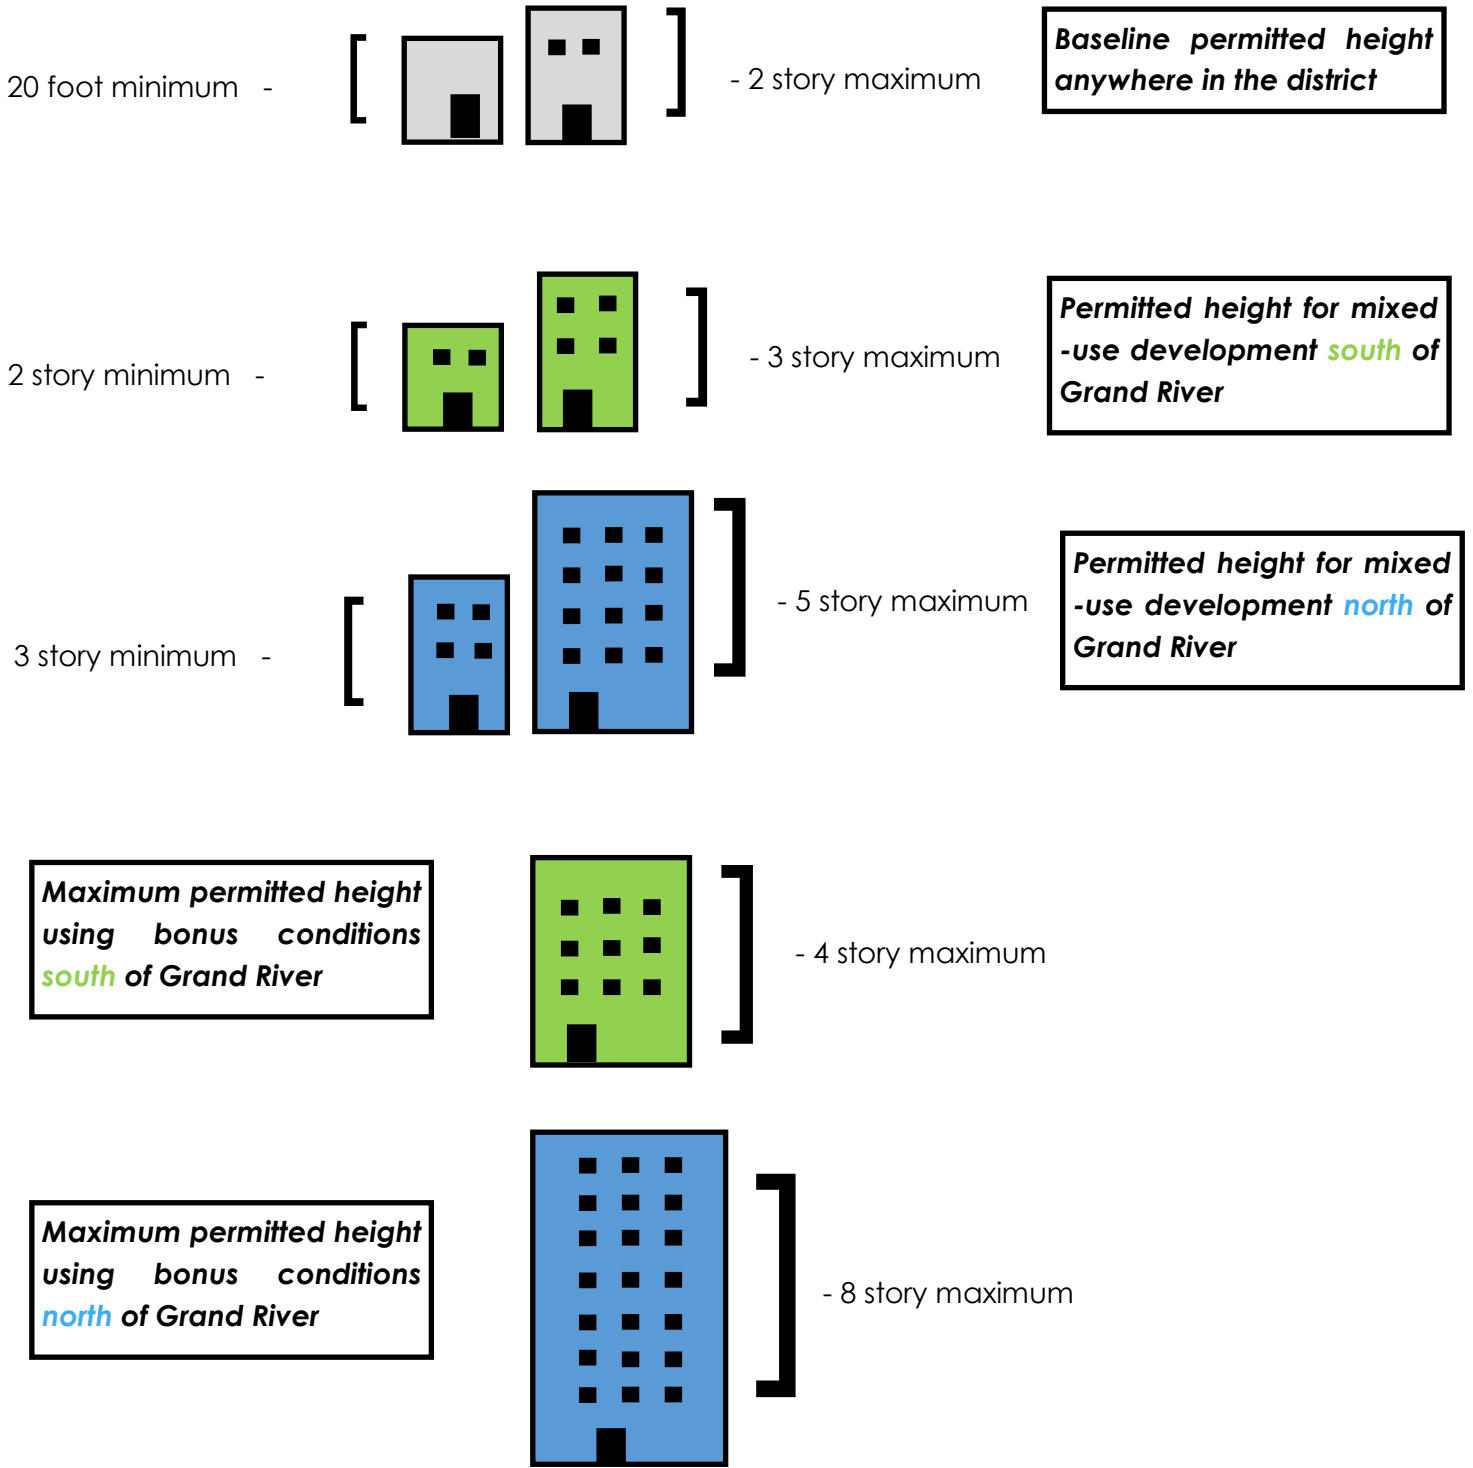 20 foot minimum -
- 2 story maximum
Baseline permitted height
anywhere in the district
2 story minimum -
- 3 story maximum
Permitted height for mixed
-use development south of
Grand River
3 story minimum -
- 5 story maximum
Permitted height for mixed
-use development north of
Grand River
Maximum permitted height
using bonus conditions
south of Grand River
- 4 story maximum
Maximum permitted height
using bonus conditions
north of Grand River
- 8 story maximum